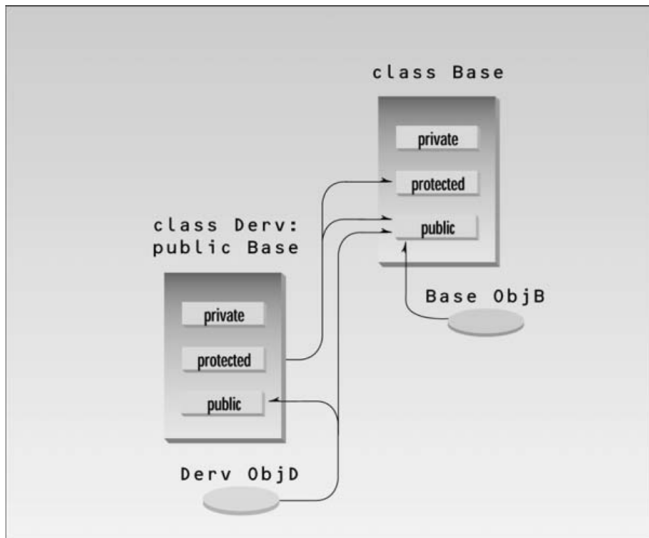 class Base
private
protected
public
class Derv:
public Base
Base ObjB
private
protected
public
Derv ObjD